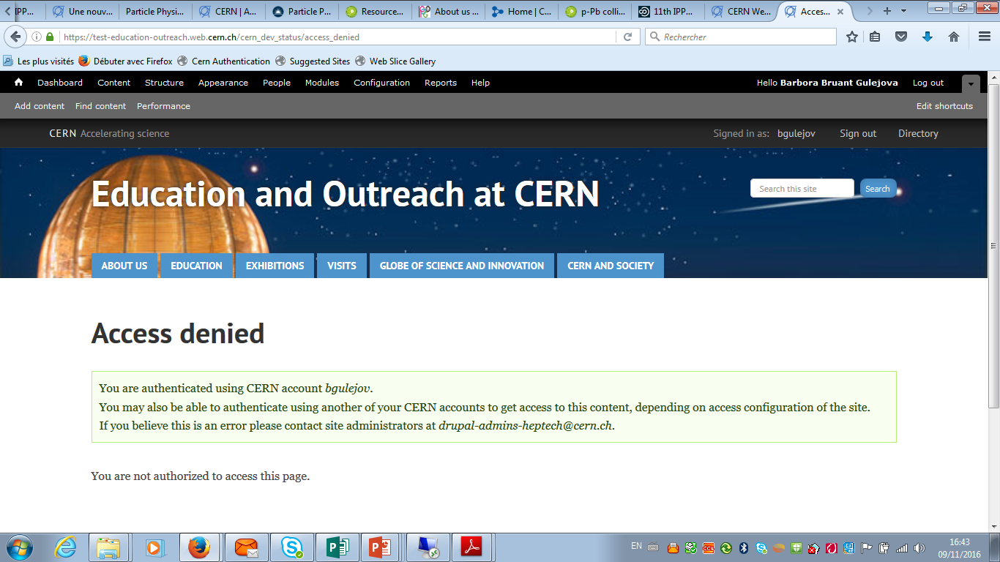 IPP...
Une nouv...
Particle Physi...
CERN | A...
Particle P...
Resource...
About us ...
Home | C...
p-Pb colli...
11th IPP...
CERN We...
Acces...
https://test-education-outreach.web.cern.ch/cern_dev_status/access_denied
Rechercher
Les plus visités
Débuter avec Firefox
Cern Authentication
Suggested Sites
Web Slice Gallery
Dashboard
Content
Structure
Appearance
People
Modules
Configuration
Reports
Help
Hello Barbora Bruant Gulejova
Log out
Add content
Find content
Performance
Edit shortcuts
CERN Accelerating science
Signed in as: bgulejov
Sign out
Directory
Education and Outreach at CERN
Search this site
Search
ABOUT US
EDUCATION
EXHIBITIONS
VISITS
GLOBE OF SCIENCE AND INNOVATION
CERN AND SOCIETY
Access denied
You are authenticated using CERN account bgulejov.
You may also be able to authenticate using another of your CERN accounts to get access to this content, depending on access configuration of the site.
If you believe this is an error please contact site administrators at drupal-admins-heptech@cern.ch.
You are not authorized to access this page.
EN
16:43
09/11/2016